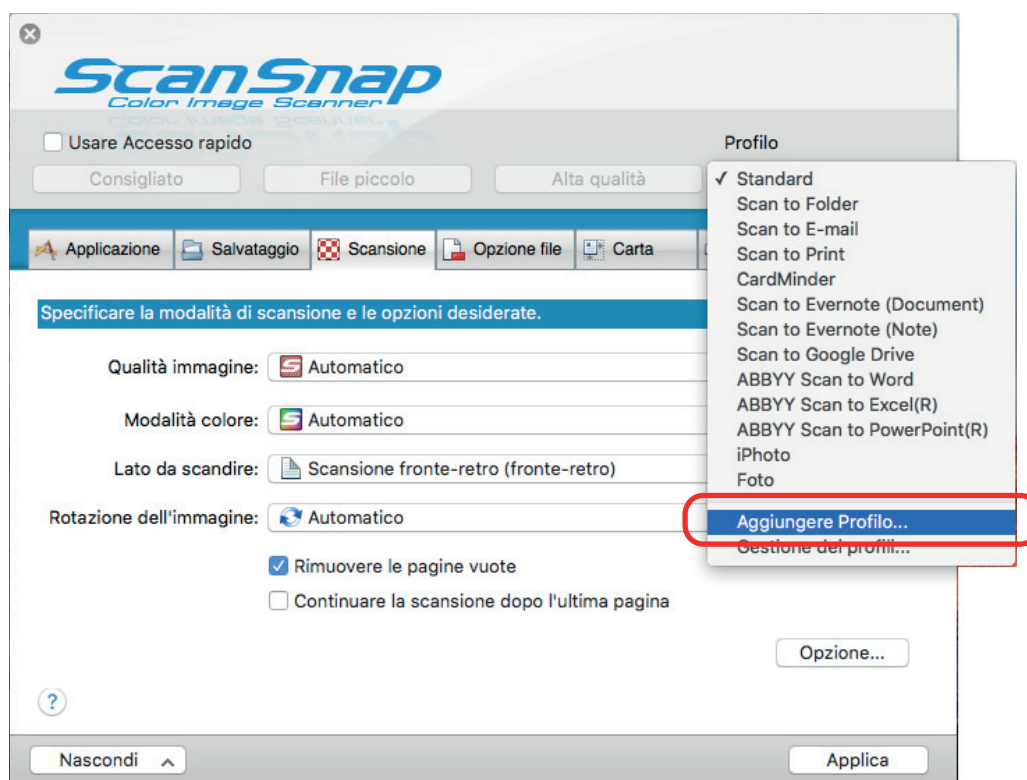 ScanSnap
Color Image Scanner
Usare Accesso rapido
Profilo
Consigliato
File piccolo
Alta qualità
✓ Standard
Scan to Folder
Scan to E-mail
Scan to Print
CardMinder
Scan to Evernote (Document)
Scan to Evernote (Note)
Scan to Google Drive
ABBYY Scan to Word
ABBYY Scan to Excel(R)
ABBYY Scan to PowerPoint(R)
iPhoto
Foto
Aggiungere Profilo...
Gestione dei profili...
Applicazione
Salvataggio
Scansione
Opzione file
Carta
Specificare la modalità di scansione e le opzioni desiderate.
Qualità immagine: Automatico
Modalità colore: Automatico
Lato da scandire: Scansione fronte-retro (fronte-retro)
Rotazione dell'immagine: Automatico
Rimuovere le pagine vuote
Continuare la scansione dopo l'ultima pagina
Opzione...
?
Nascondi
Applica